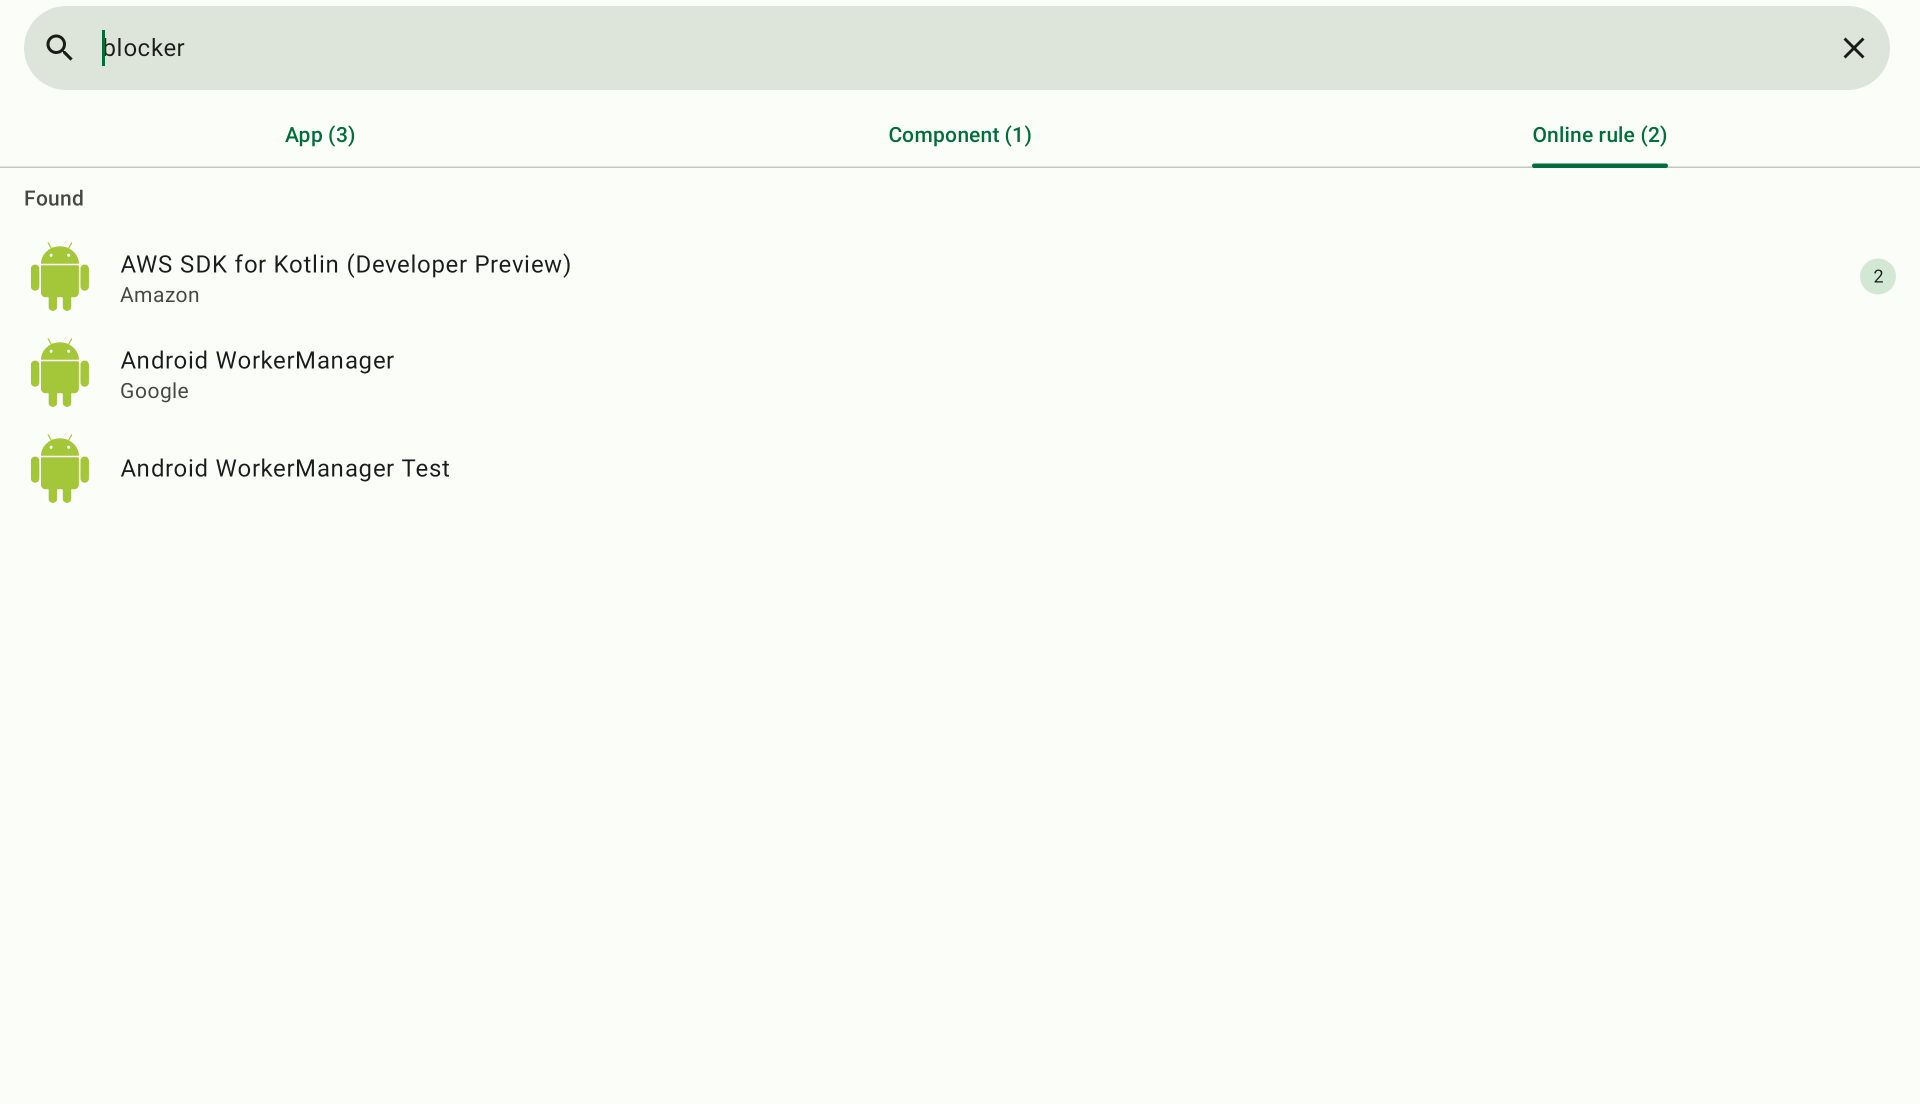 blocker
App (3)
Component (1)
Online rule (2)
Found
AWS SDK for Kotlin (Developer Preview)
Amazon
2
Android WorkerManager
Google
Android WorkerManager Test